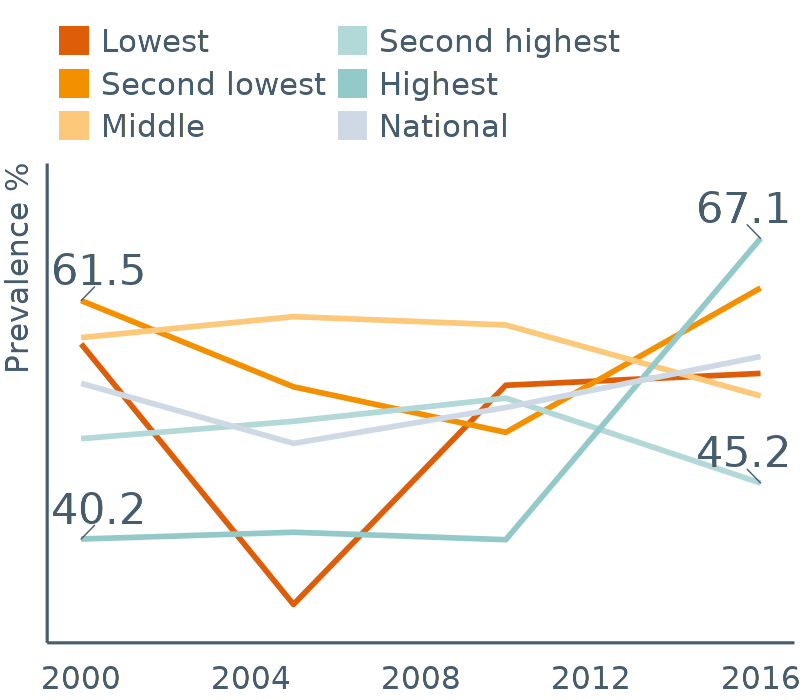 Lowest
Second lowest
Middle
Second highest
Highest
National
Prevalence %
61.5
67.1
40.2
45.2
2000 2004 2008 2012 2016